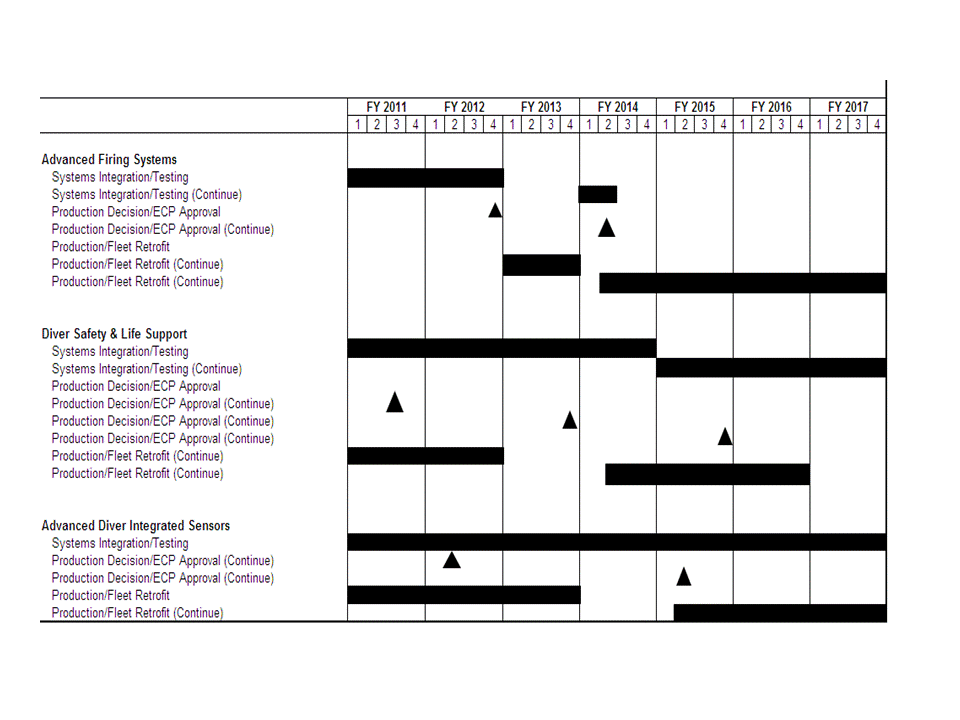 FY 2011 FY 2012 FY 2013 FY 2014 FY 2015 FY 2016 FY 2017
1 2 3 4 1 2 3 4 1 2 3 4 1 2 3 4 1 2 3 4 1 2 3 4 1 2 3 4
Advanced Firing Systems
Systems Integration/Testing
Systems Integration/Testing (Continue)
Production Decision/ECP Approval
Production Decision/ECP Approval (Continue)
Production/Fleet Retrofit
Production/Fleet Retrofit (Continue)
Production/Fleet Retrofit (Continue)
Diver Safety & Life Support
Systems Integration/Testing
Systems Integration/Testing (Continue)
Production Decision/ECP Approval
Production Decision/ECP Approval (Continue)
Production Decision/ECP Approval (Continue)
Production Decision/ECP Approval (Continue)
Production/Fleet Retrofit (Continue)
Production/Fleet Retrofit (Continue)
Advanced Diver Integrated Sensors
Systems Integration/Testing
Production Decision/ECP Approval (Continue)
Production Decision/ECP Approval (Continue)
Production/Fleet Retrofit
Production/Fleet Retrofit (Continue)